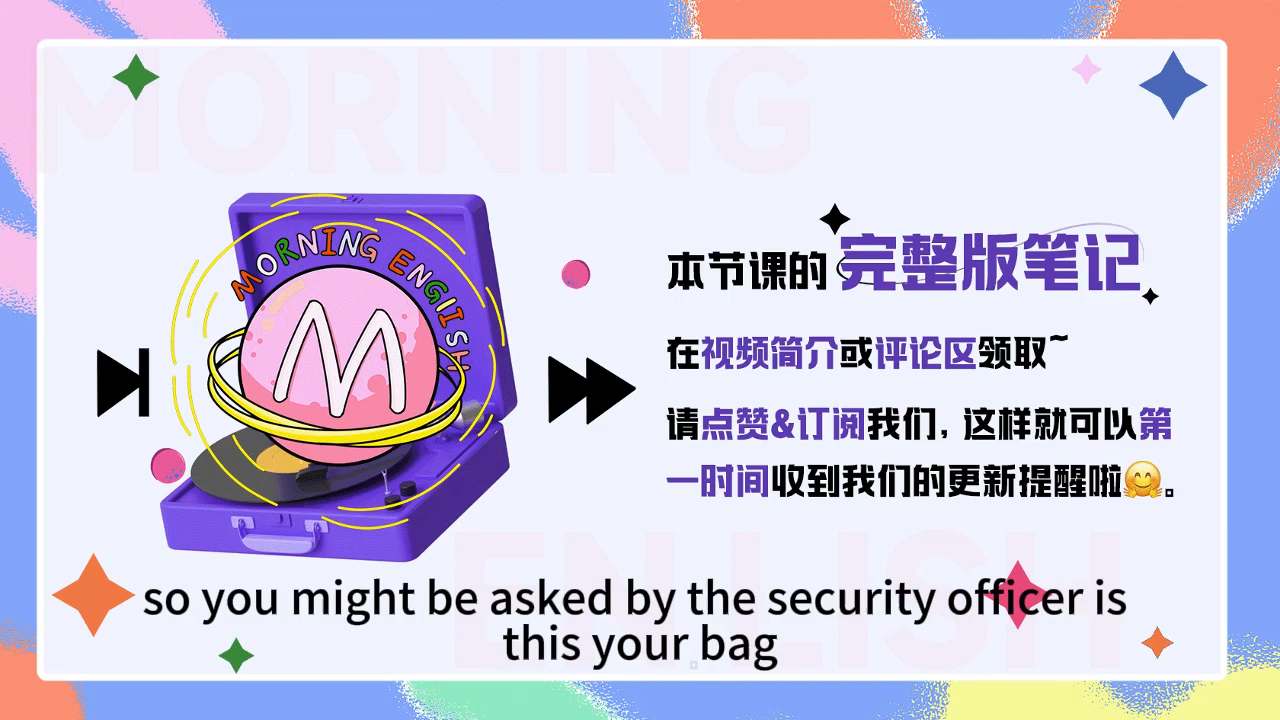 MORNING
MORNING ENGlISH
M
本节课的 完整版笔记
在视频简介或评论区领取~
请点赞&订阅我们, 这样就可以第
一时间收到我们的更新提醒啦🤗。
ENGLISH
so you might be asked by the security officer is
this your bag